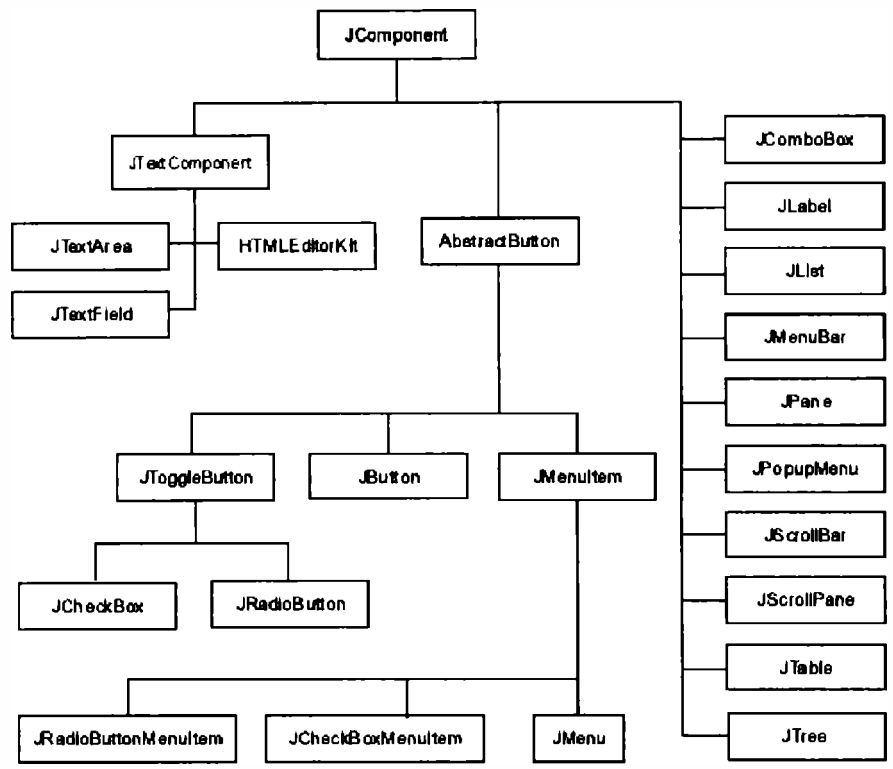 JComponent
JTextComponent
JTextArea
HTMLEditorKit
JTextField
AbstractButton
JToggleButton
JButton
JMenuItem
JCheckBox
JRadioButton
JRadioButtonMenuItem
JCheckBoxMenuItem
JMenu
JComboBox
JLabel
JList
JMenuBar
JPane
JPopupMenu
JScrollBar
JScrollPane
JTable
JTree